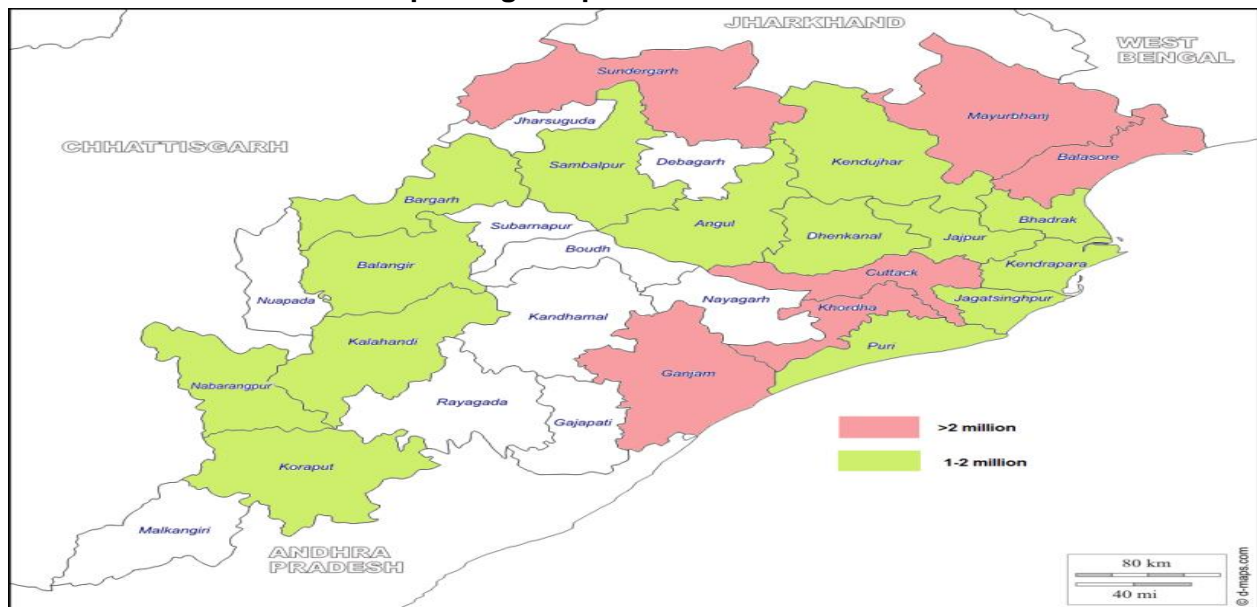 JHARKHAND
WEST
BENGAL
Sundergarh
Mayurbhanj
Jharsuguda
CHHATTISGARH
Sambalpur
Debagarh
Kendujhar
Balasore
Bargarh
Subarnapur
Angul
Bhadrak
Dhenkanal
Jajpur
Boudh
Balangir
Cuttack
Kendrapara
Nuapada
Nayagarh
Khordha
Jagatsinghpur
Kandhamal
Kalahandi
Puri
Ganjam
Nabarangpur
Rayagada
Gajapati
>2 million
1-2 million
Koraput
Malkangiri
ANDHRA
PRADESH
80 km
40 mi
© d-maps.com